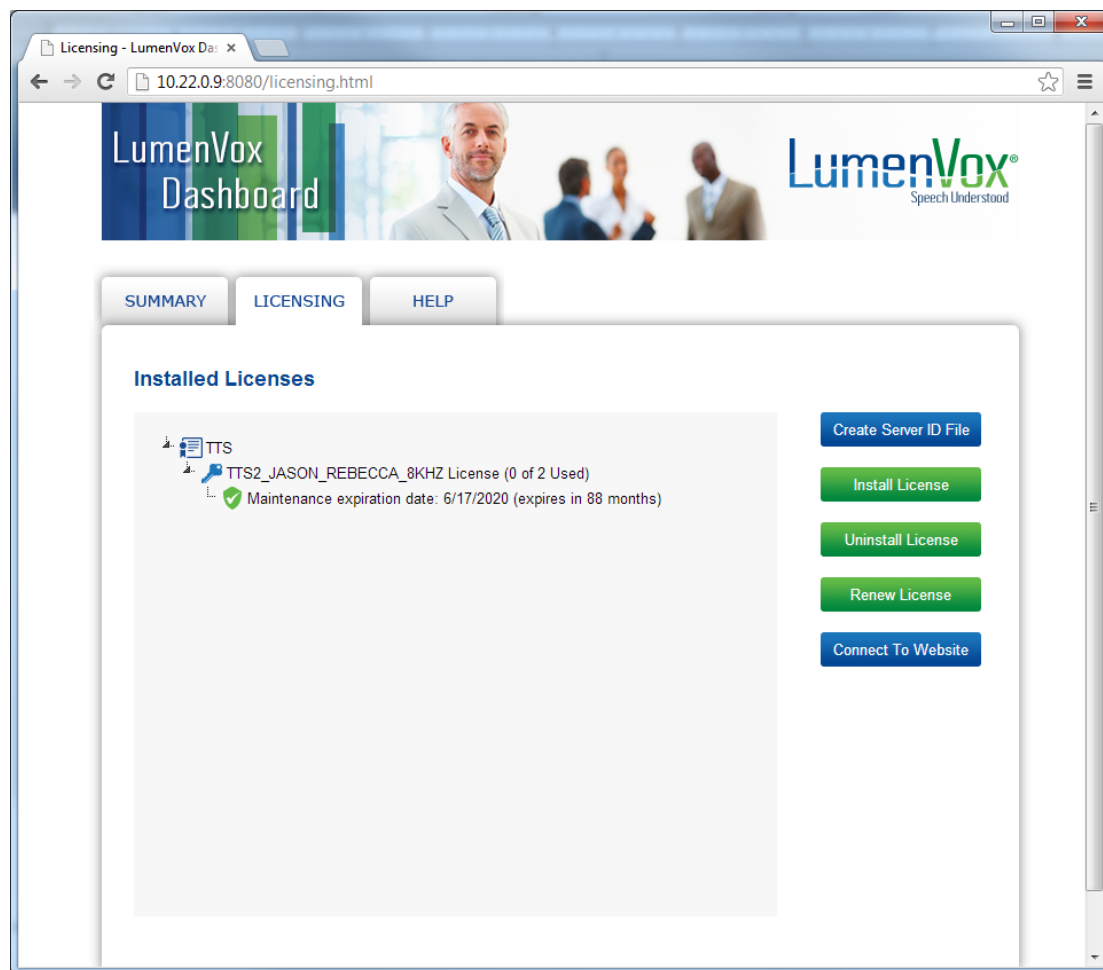 Licensing - LumenVox Da
10.22.0.9:8080/licensing.html
LumenVox
Dashboard
LumenVox®
Speech Understood
SUMMARY LICENSING HELP
Installed Licenses
Create Server ID File
TTS
TTS2_JASON_REBECCA_8KHZ License (0 of 2 Used)
Install License
Maintenance expiration date: 6/17/2020 (expires in 88 months)
Uninstall License
Renew License
Connect To Website